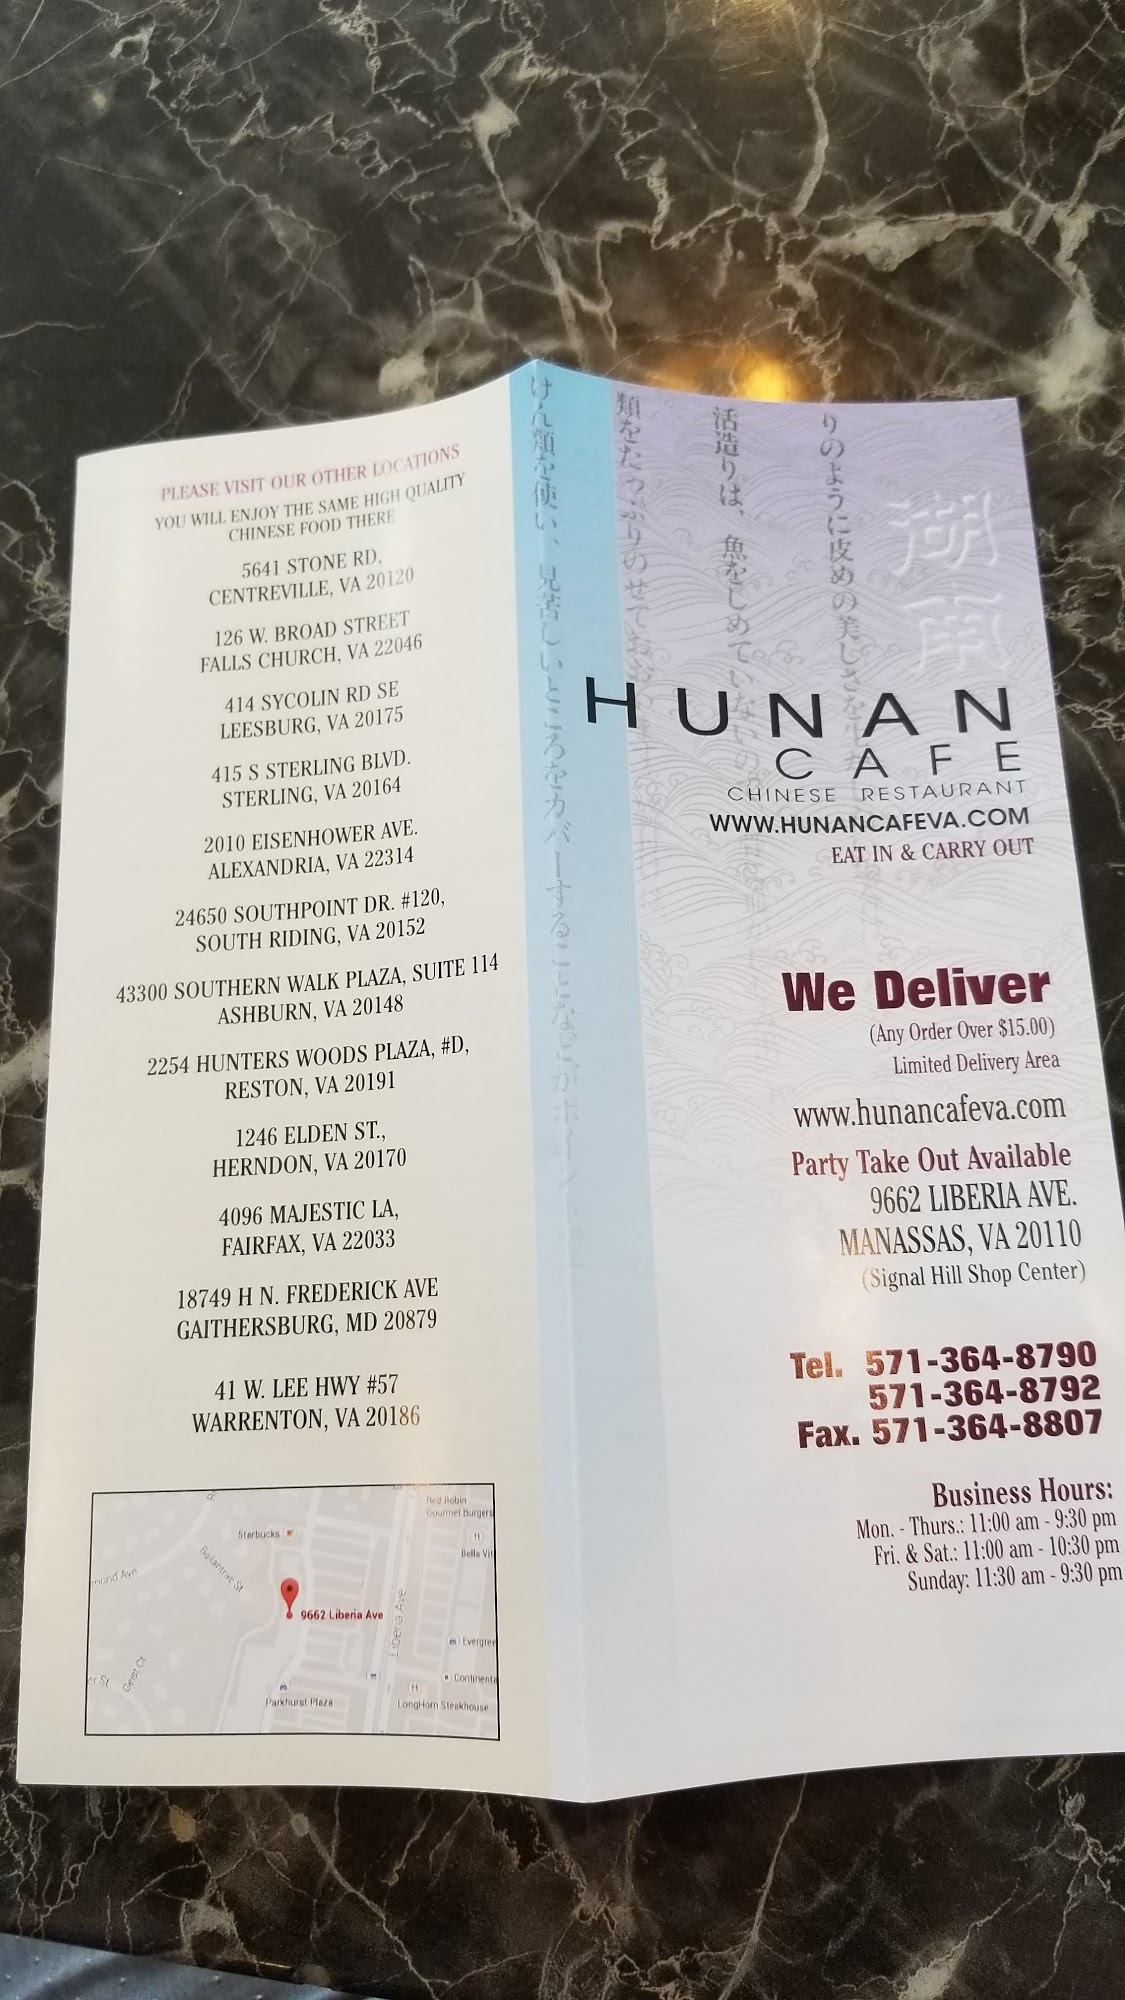 PLEASE VISIT OUR OTHER LOCATIONS
YOU WILL ENJOY THE SAME HIGH QUALITY
CHINESE FOOD THERE
5641 STONE RD,
CENTREVILLE, VA 20120
126 W. BROAD STREET
FALLS CHURCH, VA 22046
414 SYCOLIN RD SE
LEESBURG, VA 20175
415 S STERLING BLVD.
STERLING, VA 20164
2010 EISENHOWER AVE.
ALEXANDRIA, VA 22314
24650 SOUTHPOINT DR. #120,
SOUTH RIDING, VA 20152
43300 SOUTHERN WALK PLAZA, SUITE 114
ASHBURN, VA 20148
2254 HUNTERS WOODS PLAZA, #D,
RESTON, VA 20191
1246 ELDEN ST.,
HERNDON, VA 20170
4096 MAJESTIC LA,
FAIRFAX, VA 22033
18749 H N. FREDERICK AVE
GAITHERSBURG, MD 20879
41 W. LEE HWY #57
WARRENTON, VA 20186
Red Robin
Gourmet Burgers
Starbucks
Bella Vit
Ballantrae St
mond Ave
9662 Liberia Ave
Liberia Ave
Evergree
er St
Geist Ct
Continenta
Parkhurst Plaza
LongHorn Steakhouse
りのように皮めの美しさを
活造りは、魚をしめていないの
類をたっぷりのせてお
けん類を使い、見苦しいところをカバーすることなどがポ
湖南
HUNAN
CAFE
CHINESE RESTAURANT
WWW.HUNANCAFEVA.COM
EAT IN & CARRY OUT
We Deliver
(Any Order Over $15.00)
Limited Delivery Area
www.hunancafeva.com
Party Take Out Available
9662 LIBERIA AVE.
MANASSAS, VA 20110
(Signal Hill Shop Center)
Tel. 571-364-8790
571-364-8792
Fax. 571-364-8807
Business Hours:
Mon. - Thurs.: 11:00 am - 9:30 pm
Fri. & Sat.: 11:00 am - 10:30 pm
Sunday: 11:30 am - 9:30 pm